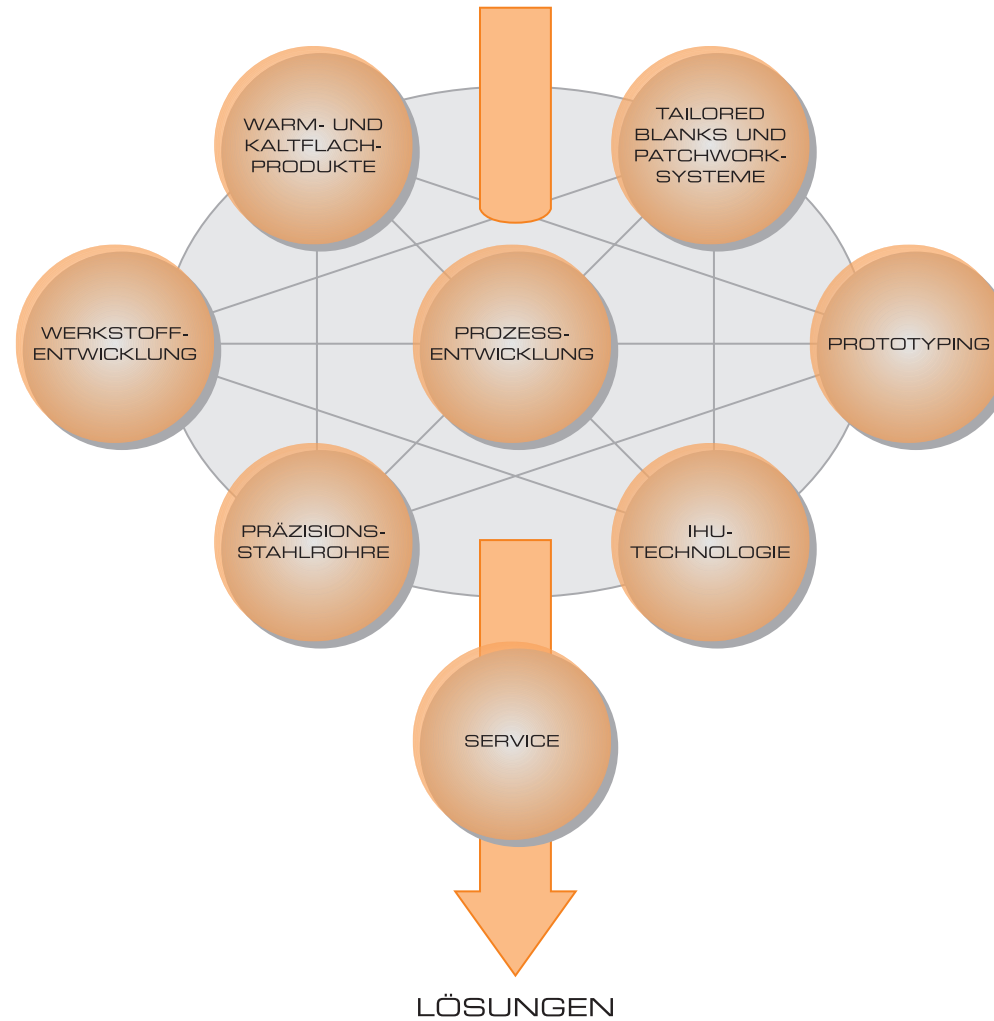 WARM- UND
KALTFLACH-
PRODUKTE
TAILORED
BLANKS UND
PATCHWORK-
SYSTEME
WERKSTOFF-
ENTWICKLUNG
PROZESS-
ENTWICKLUNG
PROTOTYPING
PRÄZISIONS-
STAHLROHRE
IHU-
TECHNOLOGIE
SERVICE
LÖSUNGEN